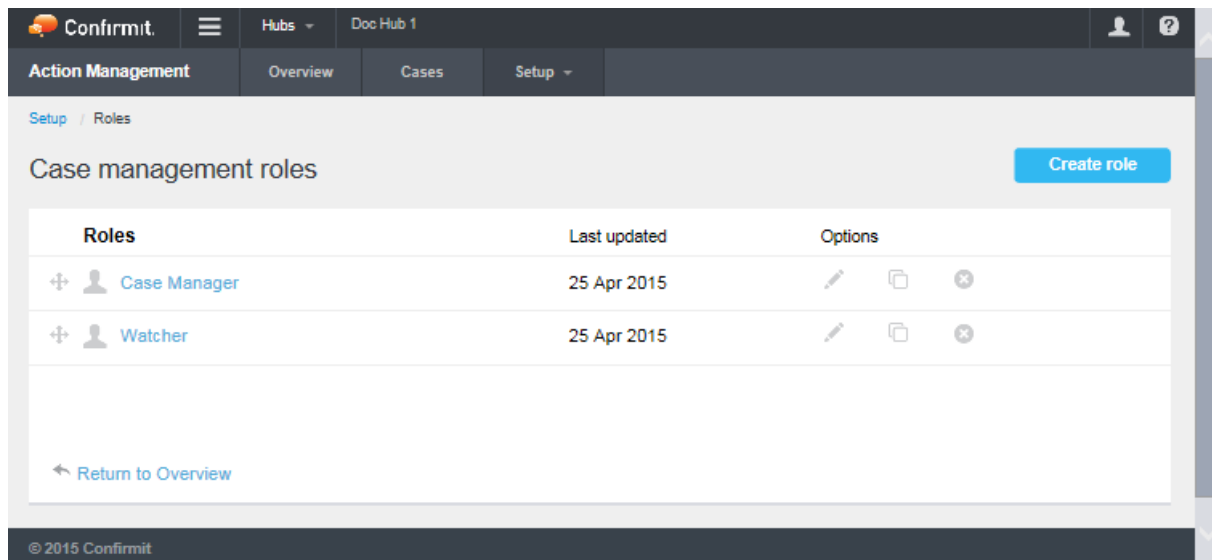 Confirmit. Hubs Doc Hub 1
Action Management Overview Cases Setup
Setup / Roles
Case management roles Create role
Roles Last updated Options
Case Manager 25 Apr 2015
Watcher 25 Apr 2015
Return to Overview
© 2015 Confirmit